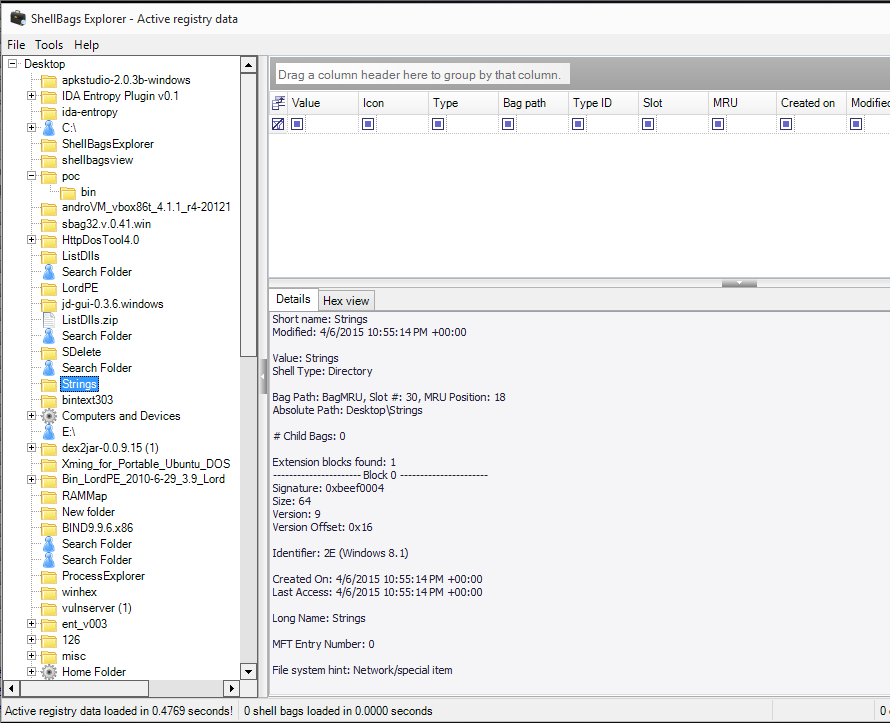 ShellBags Explorer - Active registry data
File Tools Help
Desktop
apkstudio-2.0.3b-windows
IDA Entropy Plugin v0.1
ida-entropy
C:\
ShellBagsExplorer
shellbagsview
poc
bin
androVM_vbox86t_4.1.1_r4-20121
sbag32.v.0.41.win
HttpDosTool4.0
ListDlls
Search Folder
LordPE
jd-gui-0.3.6.windows
ListDlls.zip
Search Folder
SDelete
Search Folder
Strings
bintext303
Computers and Devices
E:\
dex2jar-0.0.9.15 (1)
Xming_for_Portable_Ubuntu_DOS
Bin_LordPE_2010-6-29_3.9_Lord
RAMMap
New folder
BIND9.9.6.x86
Search Folder
Search Folder
ProcessExplorer
winhex
vulnserver (1)
ent_v003
126
misc
Home Folder
Drag a column header here to group by that column.
Value Icon Type Bag path Type ID Slot MRU Created on Modified
Details Hex view
Short name: Strings
Modified: 4/6/2015 10:55:14 PM +00:00
Value: Strings
Shell Type: Directory
Bag Path: BagMRU, Slot #: 30, MRU Position: 18
Absolute Path: Desktop\Strings
# Child Bags: 0
Extension blocks found: 1
---------------------- Block 0 ----------------------
Signature: 0xbeef0004
Size: 64
Version: 9
Version Offset: 0x16
Identifier: 2E (Windows 8.1)
Created On: 4/6/2015 10:55:14 PM +00:00
Last Access: 4/6/2015 10:55:14 PM +00:00
Long Name: Strings
MFT Entry Number: 0
File system hint: Network/special item
Active registry data loaded in 0.4769 seconds! 0 shell bags loaded in 0.0000 seconds 0